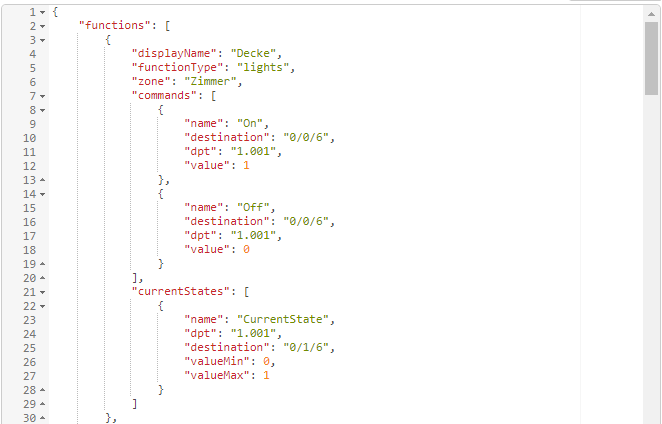 1 {
2 "functions": [
3 {
4 "displayName": "Decke",
5 "functionType": "lights",
6 "zone": "Zimmer",
7 "commands": [
8 {
9 "name": "On",
10 "destination": "0/0/6",
11 "dpt": "1.001",
12 "value": 1
13 },
14 {
15 "name": "Off",
16 "destination": "0/0/6",
17 "dpt": "1.001",
18 "value": 0
19 }
20 ],
21 "currentStates": [
22 {
23 "name": "CurrentState",
24 "dpt": "1.001",
25 "destination": "0/1/6",
26 "valueMin": 0,
27 "valueMax": 1
28 }
29 ]
30 },